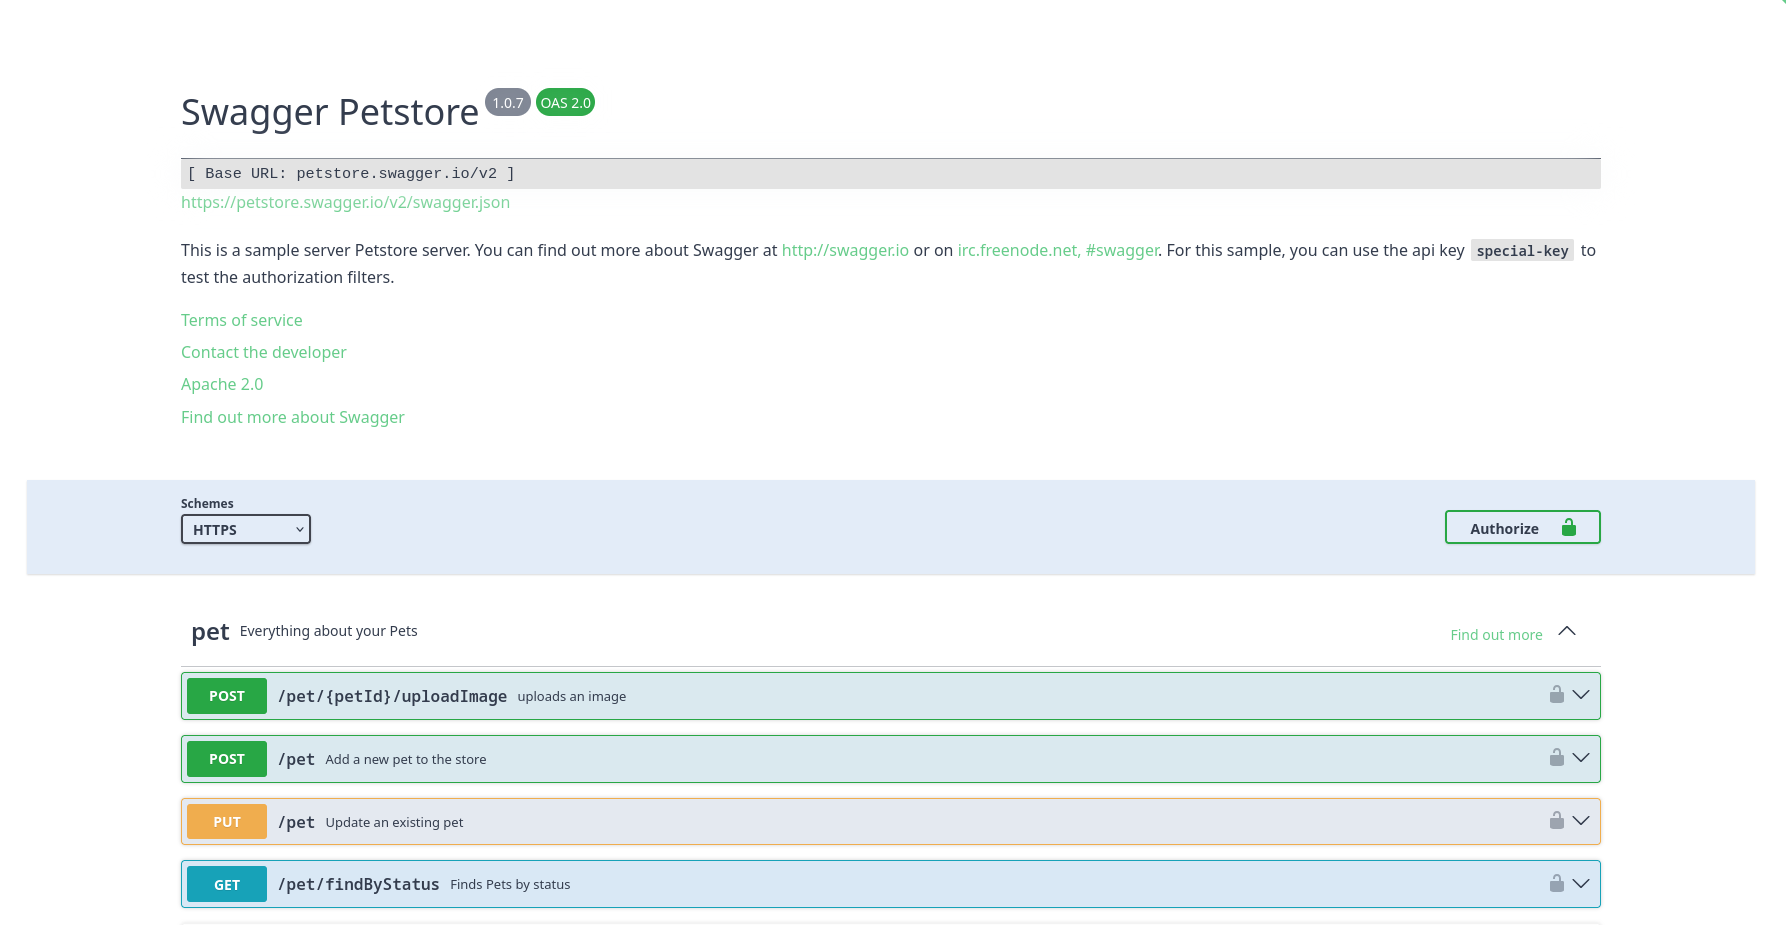 Swagger Petstore 1.0.7 OAS 2.0
[ Base URL: petstore.swagger.io/v2 ]
https://petstore.swagger.io/v2/swagger.json
This is a sample server Petstore server. You can find out more about Swagger at http://swagger.io or on irc.freenode.net, #swagger. For this sample, you can use the api key special-key to
test the authorization filters.
Terms of service
Contact the developer
Apache 2.0
Find out more about Swagger
Schemes
HTTPS
Authorize
pet Everything about your Pets Find out more
POST /pet/{petId}/uploadImage uploads an image
POST /pet Add a new pet to the store
PUT /pet Update an existing pet
GET /pet/findByStatus Finds Pets by status